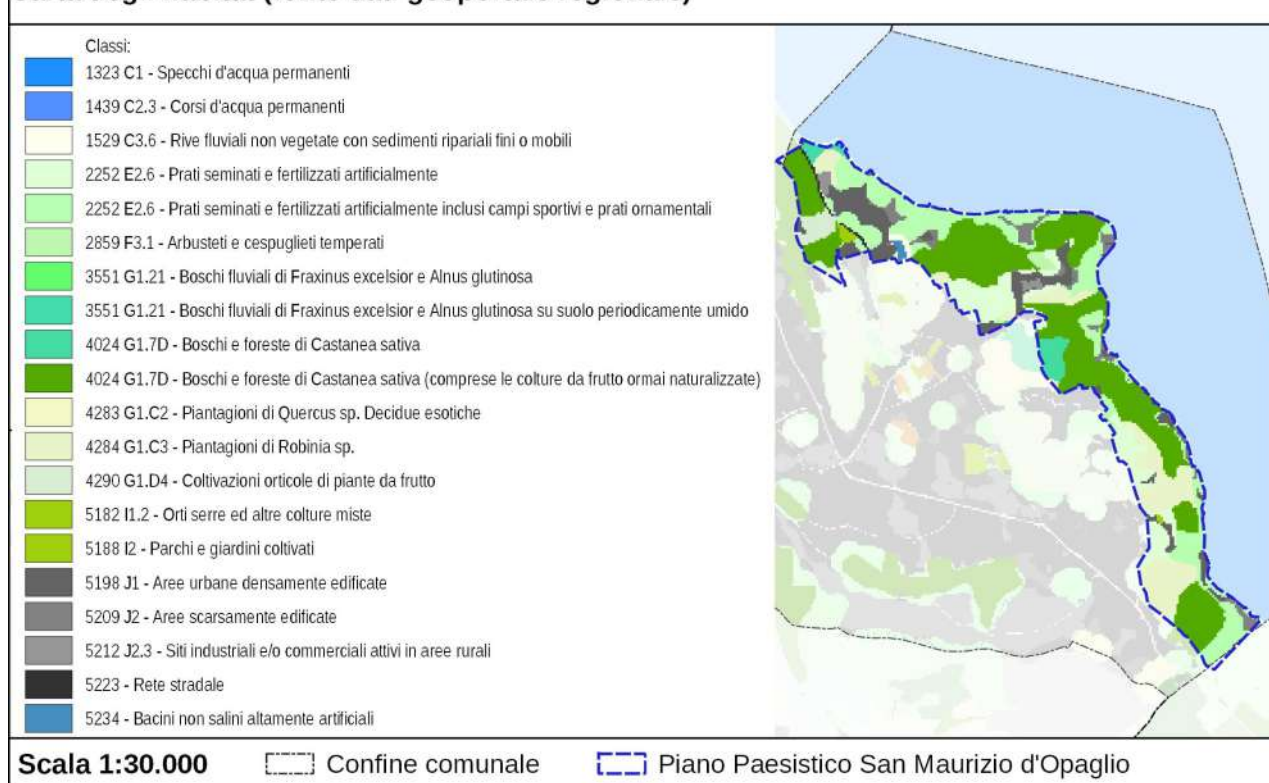 Classi:
1323 C1 - Specchi d'acqua permanenti
1439 C2.3 - Corsi d'acqua permanenti
1529 C3.6 - Rive fluviali non vegetate con sedimenti ripariali fini o mobili
2252 E2.6 - Prati seminati e fertilizzati artificialmente
2252 E2.6 - Prati seminati e fertilizzati artificialmente inclusi campi sportivi e prati ornamentali
2859 F3.1 - Arbusteti e cespuglieti temperati
3551 G1.21 - Boschi fluviali di Fraxinus excelsior e Alnus glutinosa
3551 G1.21 - Boschi fluviali di Fraxinus excelsior e Alnus glutinosa su suolo periodicamente umido
4024 G1.7D - Boschi e foreste di Castanea sativa
4024 G1.7D - Boschi e foreste di Castanea sativa (comprese le colture da frutto ormai naturalizzate)
4283 G1.C2 - Piantagioni di Quercus sp. Decidue esotiche
4284 G1.C3 - Piantagioni di Robinia sp.
4290 G1.D4 - Coltivazioni orticole di piante da frutto
5182 I1.2 - Orti serre ed altre colture miste
5188 I2 - Parchi e giardini coltivati
5198 J1 - Aree urbane densamente edificate
5209 J2 - Aree scarsamente edificate
5212 J2.3 - Siti industriali e/o commerciali attivi in aree rurali
5223 - Rete stradale
5234 - Bacini non salini altamente artificiali
Scala 1:30.000 Confine comunale Piano Paesistico San Maurizio d'Opaglio